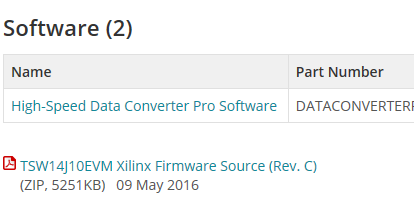 Software (2)
Name Part Number
High-Speed Data Converter Pro Software
TSW14J10EVM Xilinx Firmware Source (Rev. C)
(ZIP, 5251KB) 09 May 2016